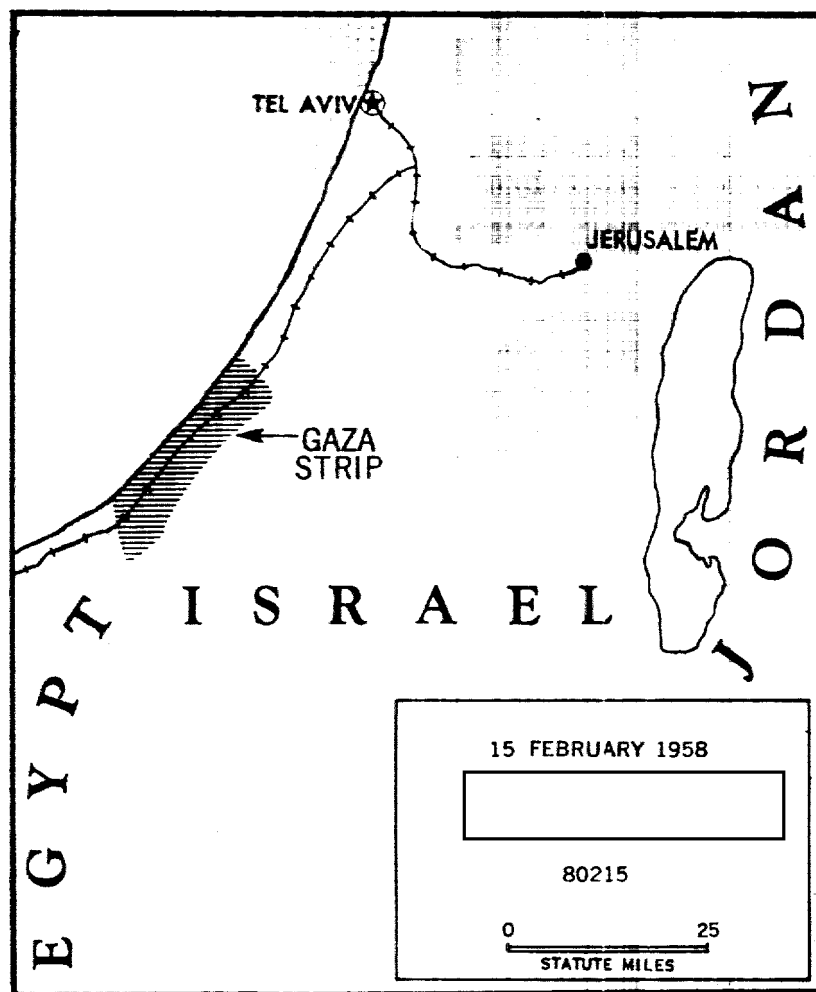 TEL AVIV
JERUSALEM
GAZA
STRIP
ISRAEL
EGYPT
JORDAN
15 FEBRUARY 1958
80215
0 25
STATUTE MILES